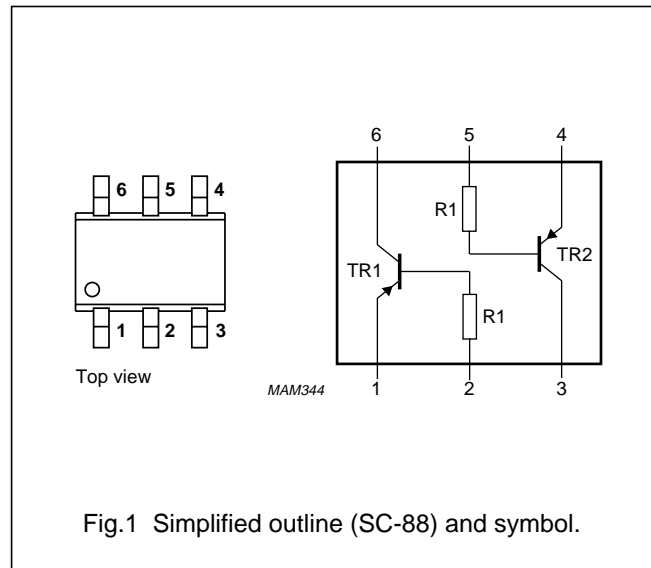 6 5 4
1 2 3
Top view
6 5 4
R1
TR1
TR2
R1
1 2 3
MAM344
Fig.1 Simplified outline (SC-88) and symbol.